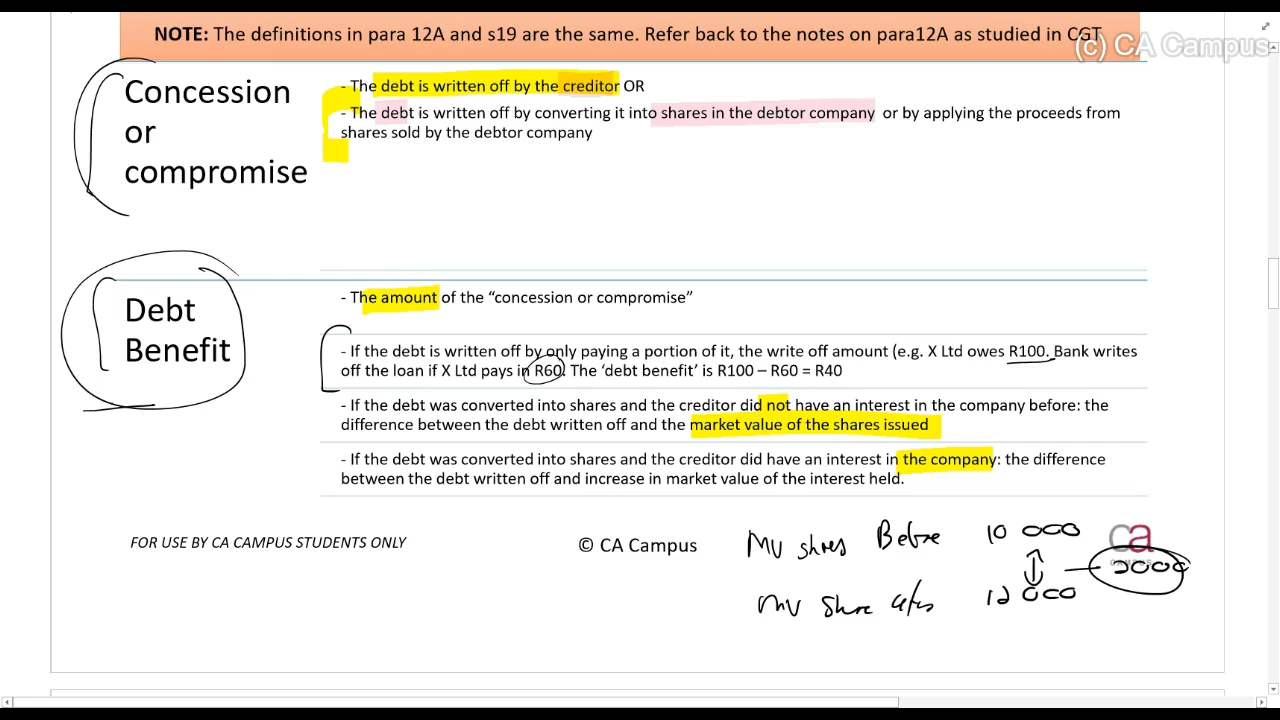 NOTE: The definitions in para 12A and s19 are the same. Refer back to the notes on para12A as studied in CGT
(c) CA Campus
Concession
or
compromise
- The debt is written off by the creditor OR
- The debt is written off by converting it into shares in the debtor company or by applying the proceeds from
shares sold by the debtor company
Debt
Benefit
- The amount of the “concession or compromise”
- If the debt is written off by only paying a portion of it, the write off amount (e.g. X Ltd owes R100. Bank writes
off the loan if X Ltd pays in R60. The ‘debt benefit’ is R100 – R60 = R40
- If the debt was converted into shares and the creditor did not have an interest in the company before: the
difference between the debt written off and the market value of the shares issued
- If the debt was converted into shares and the creditor did have an interest in the company: the difference
between the debt written off and increase in market value of the interest held.
FOR USE BY CA CAMPUS STUDENTS ONLY
© CA Campus
ca
MV shares Before 10 000
2000
MV share after 12 000